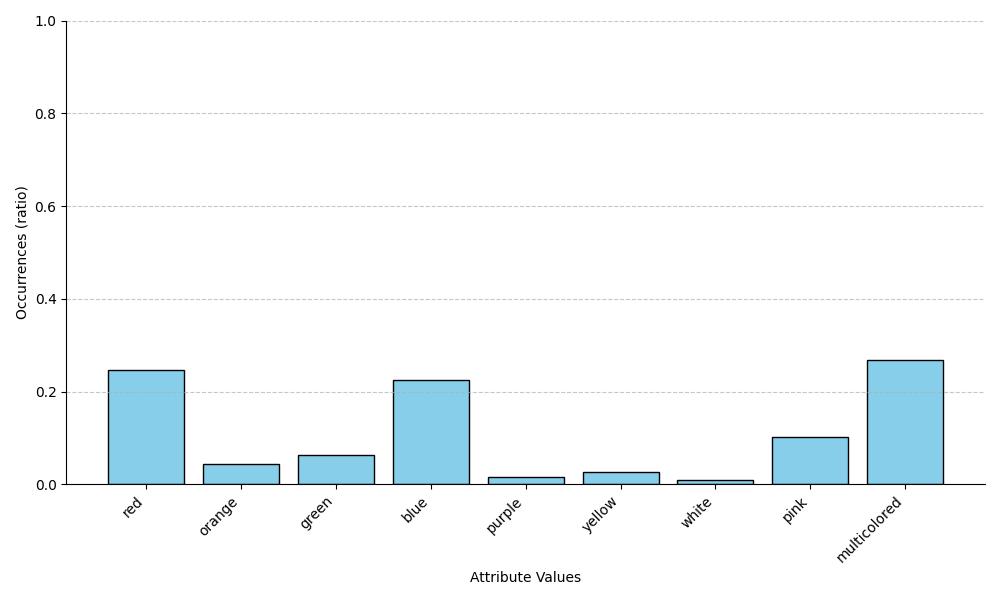 1.0
0.8
0.6
0.4
0.2
0.0
Occurrences (ratio)
red
orange
green
blue
purple
yellow
white
pink
multicolored
Attribute Values